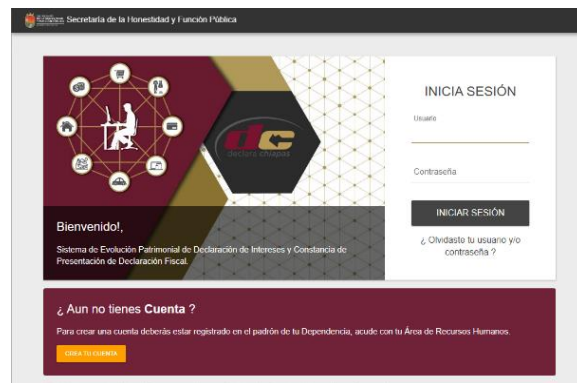 Secretaría de la Honestidad y Función Pública
INICIA SESIÓN
Usuario
Contraseña
INICIAR SESIÓN
¿ Olvidaste tu usuario y/o
contraseña ?
dc
declara chiapas
Bienvenido!,
Sistema de Evolución Patrimonial de Declaración de Intereses y Constancia de
Presentación de Declaración Fiscal.
¿ Aun no tienes Cuenta ?
Para crear una cuenta deberás estar registrado en el padrón de tu Dependencia, acude con tu Área de Recursos Humanos.
CREA TU CUENTA